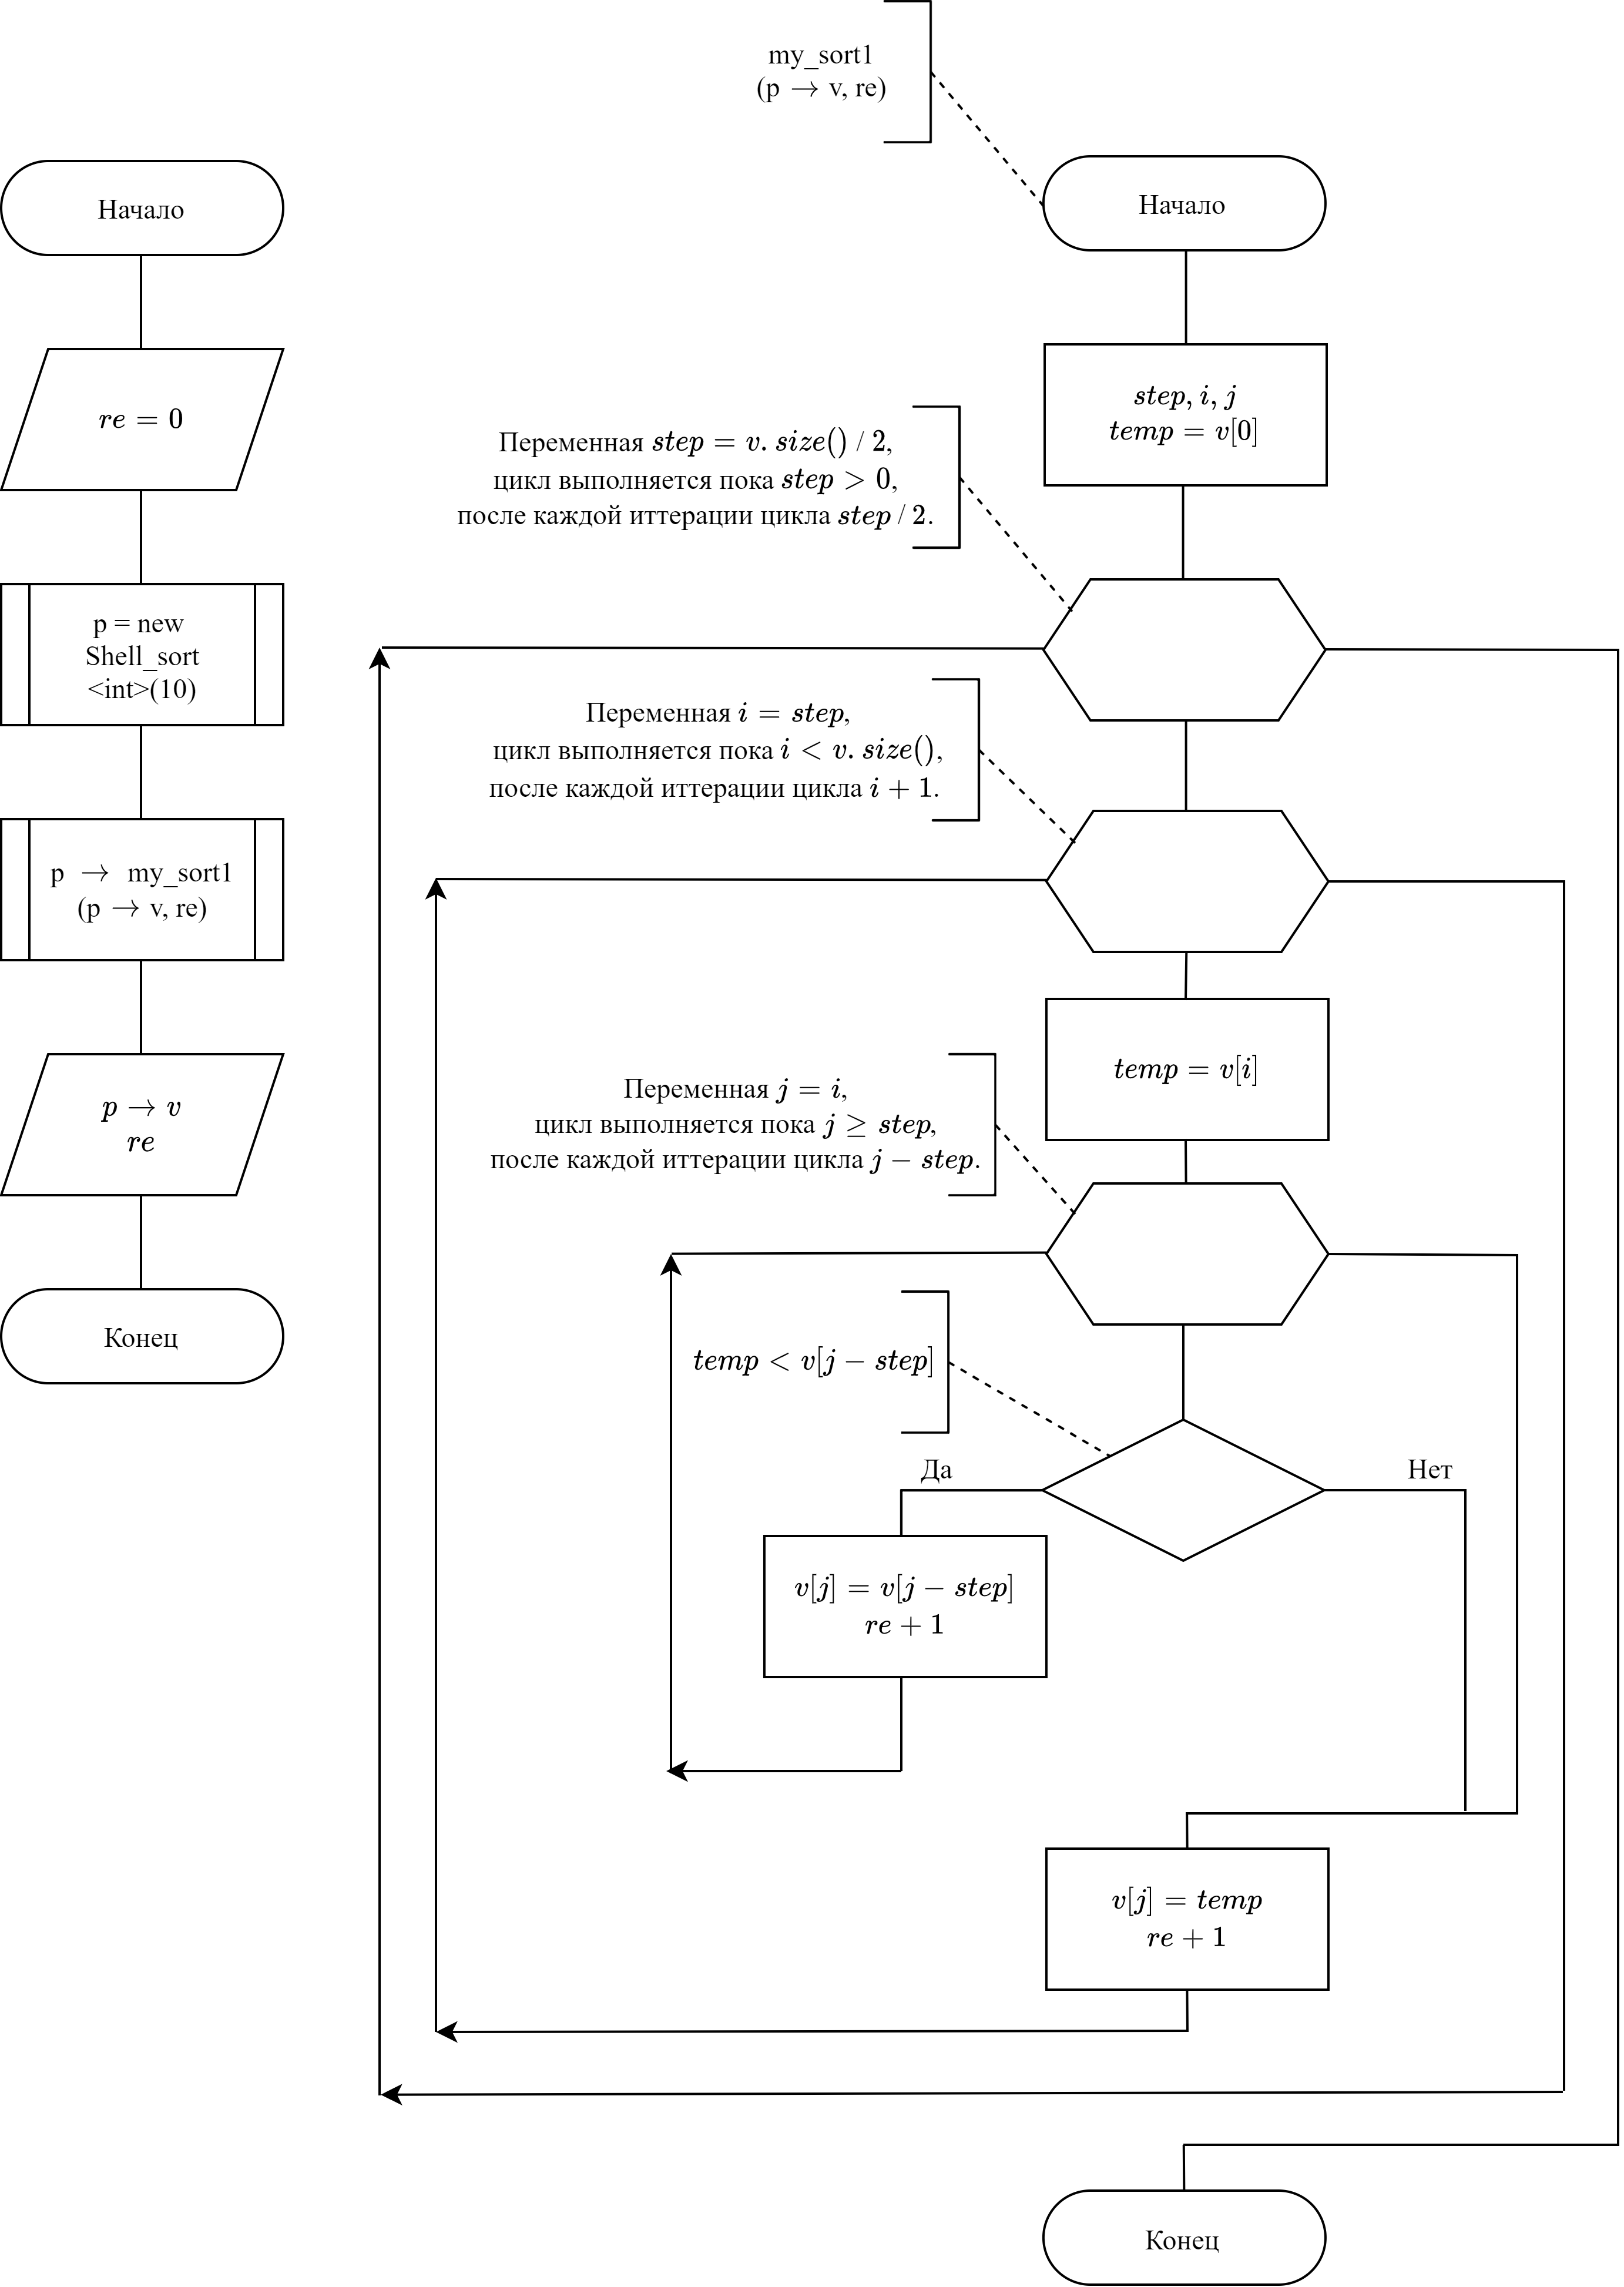 Начало
re = 0
p = new
Shell_sort
<int>(10)
p → my_sort1
(p → v, re)
p → v
re
Конец
my_sort1
(p → v, re)
Начало
step, i, j
temp = v[0]
Переменная step = v. size() / 2,
цикл выполняется пока step > 0,
после каждой иттерации цикла step / 2.
Переменная i = step,
цикл выполняется пока i < v. size(),
после каждой иттерации цикла i + 1.
temp = v[i]
Переменная j = i,
цикл выполняется пока j ≥ step,
после каждой иттерации цикла j − step.
temp < v[j − step]
Да
Нет
v[j] = v[j − step]
re + 1
v[j] = temp
re + 1
Конец